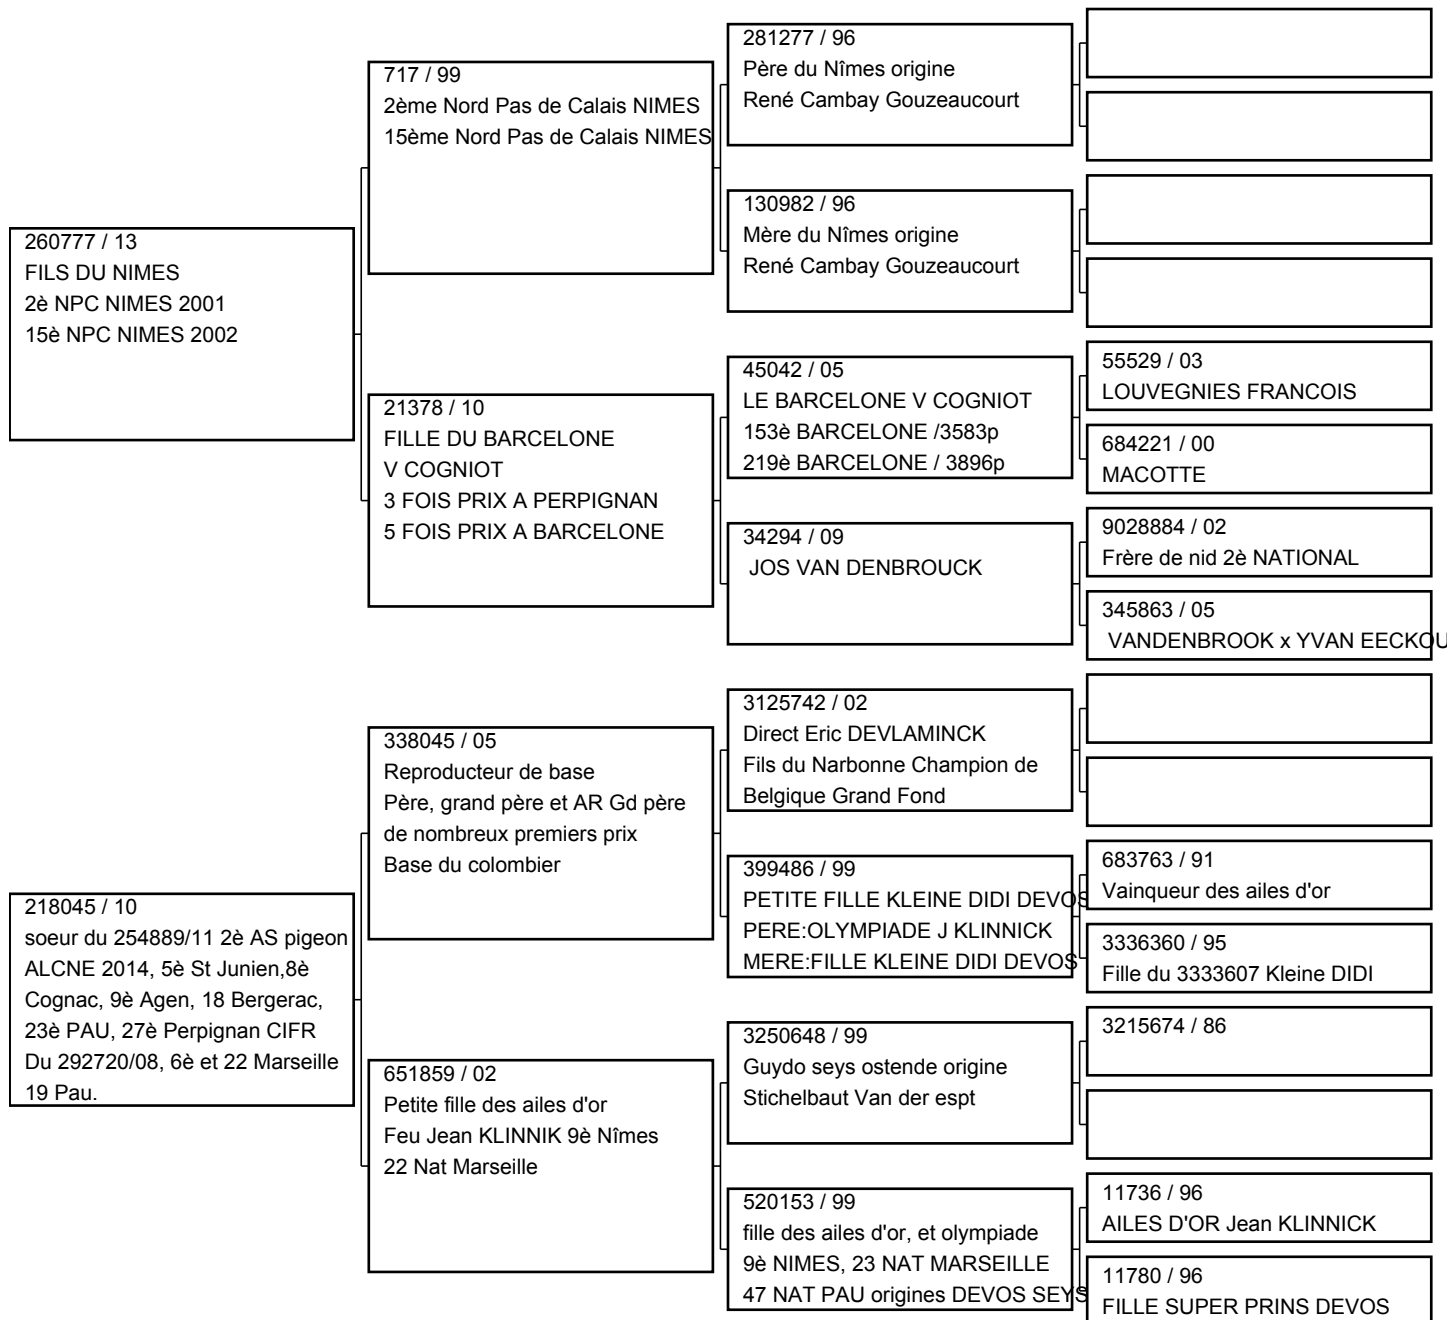 260777 / 13
FILS DU NIMES
2è NPC NIMES 2001
15è NPC NIMES 2002
218045 / 10
soeur du 254889/11 2è AS pigeon
ALCNE 2014, 5è St Junien,8è
Cognac, 9è Agen, 18 Bergerac,
23è PAU, 27è Perpignan CIFR
Du 292720/08, 6è et 22 Marseille
19 Pau.
717 / 99
2ème Nord Pas de Calais NIMES
15ème Nord Pas de Calais NIMES
21378 / 10
FILLE DU BARCELONE
V COGNIOT
3 FOIS PRIX A PERPIGNAN
5 FOIS PRIX A BARCELONE
338045 / 05
Reproducteur de base
Père, grand père et AR Gd père
de nombreux premiers prix
Base du colombier
651859 / 02
Petite fille des ailes d'or
Feu Jean KLINNIK 9è Nîmes
22 Nat Marseille
281277 / 96
Père du Nîmes origine
René Cambay Gouzeaucourt
130982 / 96
Mère du Nîmes origine
René Cambay Gouzeaucourt
45042 / 05
LE BARCELONE V COGNIOT
153è BARCELONE /3583p
219è BARCELONE / 3896p
34294 / 09
JOS VAN DENBROUCK
3125742 / 02
Direct Eric DEVLAMINCK
Fils du Narbonne Champion de
Belgique Grand Fond
399486 / 99
PETITE FILLE KLEINE DIDI DEVOS
PERE:OLYMPIADE J KLINNICK
MERE:FILLE KLEINE DIDI DEVOS
3250648 / 99
Guydo seys ostende origine
Stichelbaut Van der espt
520153 / 99
fille des ailes d'or, et olympiade
9è NIMES, 23 NAT MARSEILLE
47 NAT PAU origines DEVOS SEYS
55529 / 03
LOUVEGNIES FRANCOIS
684221 / 00
MACOTTE
9028884 / 02
Frère de nid 2è NATIONAL
345863 / 05
VANDENBROOK x YVAN EECKOU
683763 / 91
Vainqueur des ailes d'or
3336360 / 95
Fille du 3333607 Kleine DIDI
3215674 / 86
11736 / 96
AILES D'OR Jean KLINNICK
11780 / 96
FILLE SUPER PRINS DEVOS